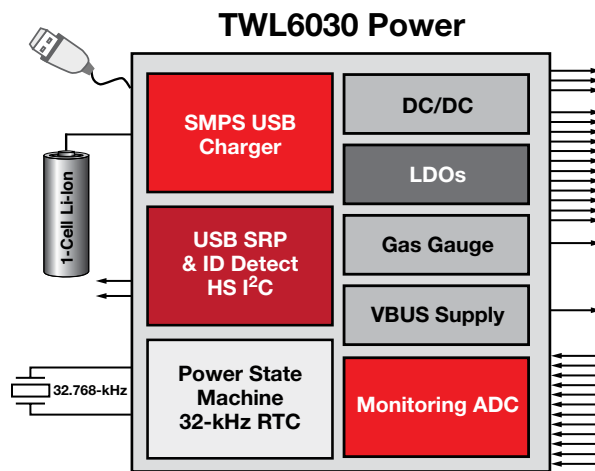 TWL6030 Power
SMPS USB
Charger
DC/DC
LDOs
1-Cell Li-Ion
USB SRP
& ID Detect
HS I²C
Gas Gauge
VBUS Supply
32.768-kHz
Power State
Machine
32-kHz RTC
Monitoring ADC